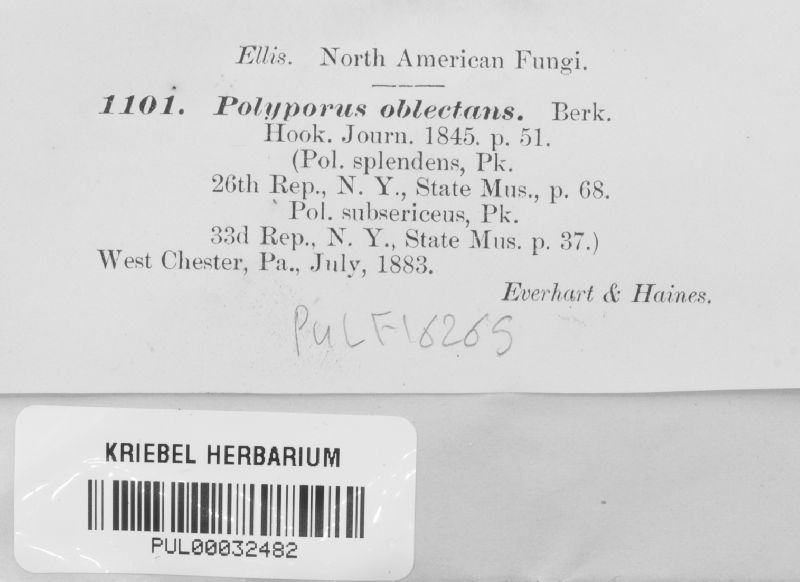 Ellis. North American Fungi.
1101. Polyporus oblectans. Berk.
Hook. Journ. 1845. p. 51.
(Pol. splendens, Pk.
26th Rep., N. Y., State Mus., p. 68.
Pol. subsericeus, Pk.
33d Rep., N. Y., State Mus. p. 37.)
West Chester, Pa., July, 1883.
Everhart & Haines.
PUL F16269
KRIEBEL HERBARIUM
PUL00032482